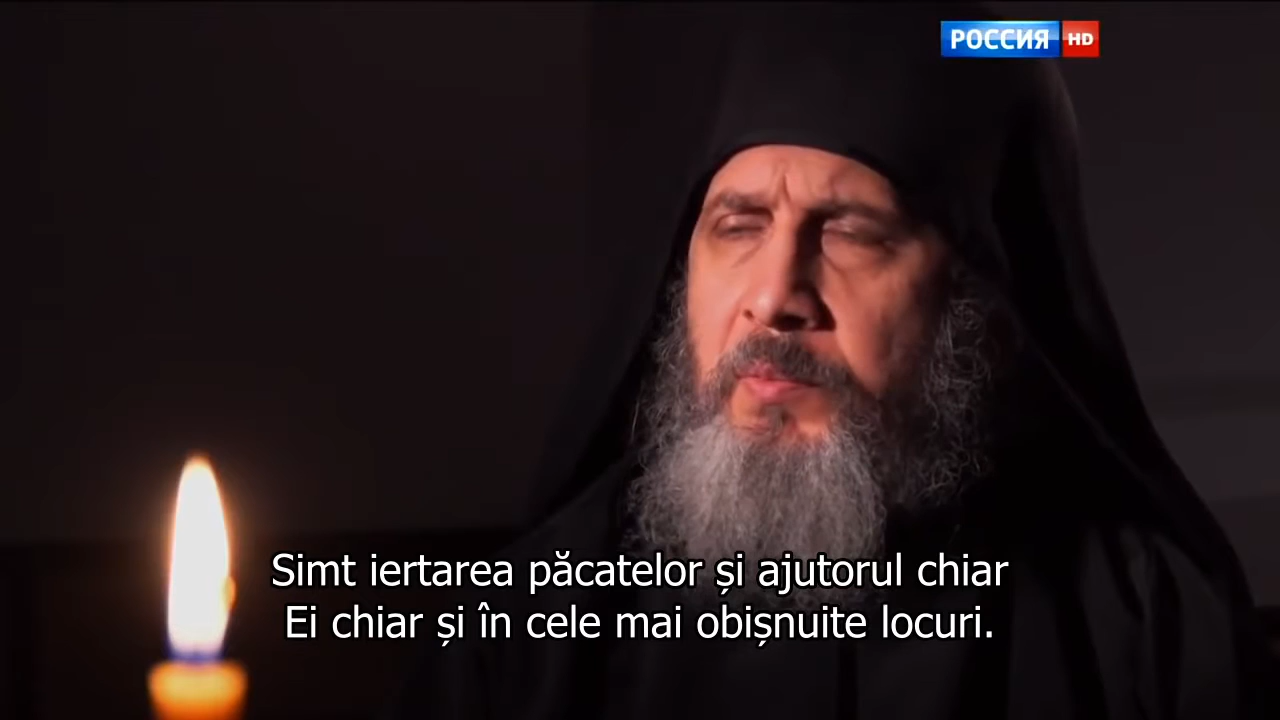 РОССИЯ HD
Simt iertarea păcatelor și ajutorul chiar
Ei chiar și în cele mai obișnuite locuri.